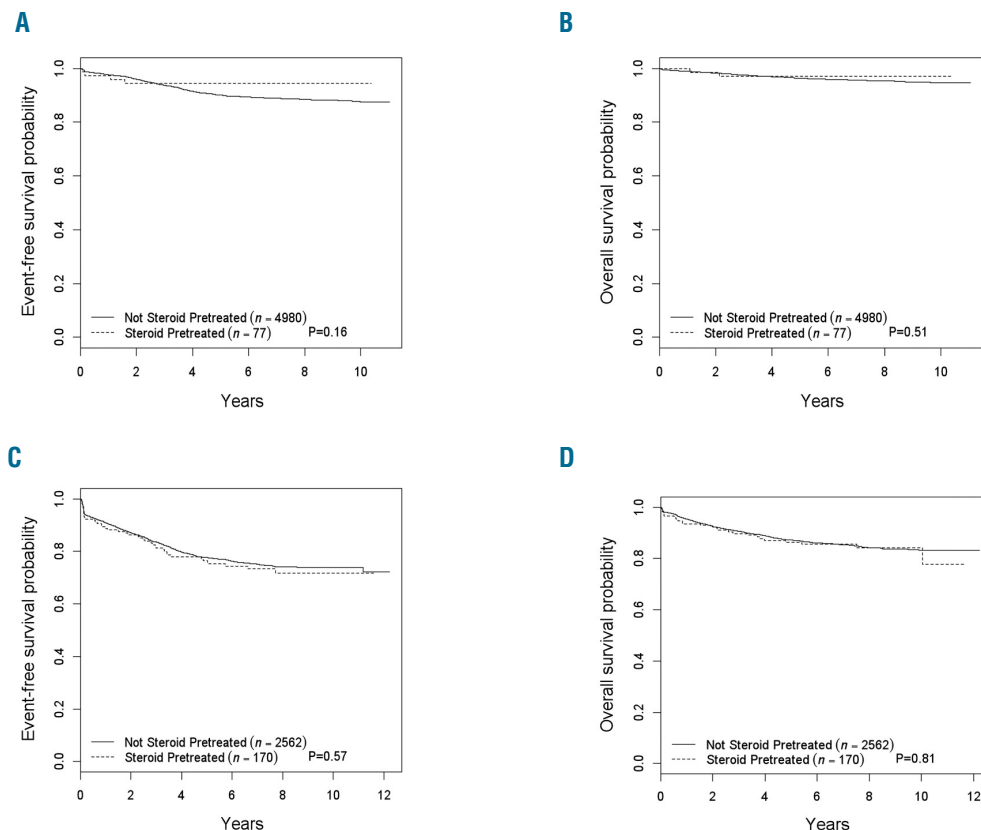 A
Event-free survival probability
1.0
0.8
0.6
0.4
0.2
0.0
Not Steroid Pretreated (n = 4980)
Steroid Pretreated (n = 77) P=0.16
0 2 4 6 8 10
Years
B
Overall survival probability
1.0
0.8
0.6
0.4
0.2
0.0
Not Steroid Pretreated (n = 4980)
Steroid Pretreated (n = 77) P=0.51
0 2 4 6 8 10
Years
C
Event-free survival probability
1.0
0.8
0.6
0.4
0.2
0.0
Not Steroid Pretreated (n = 2562)
Steroid Pretreated (n = 170) P=0.57
0 2 4 6 8 10 12
Years
D
Overall survival probability
1.0
0.8
0.6
0.4
0.2
0.0
Not Steroid Pretreated (n = 2562)
Steroid Pretreated (n = 170) P=0.81
0 2 4 6 8 10 12
Years